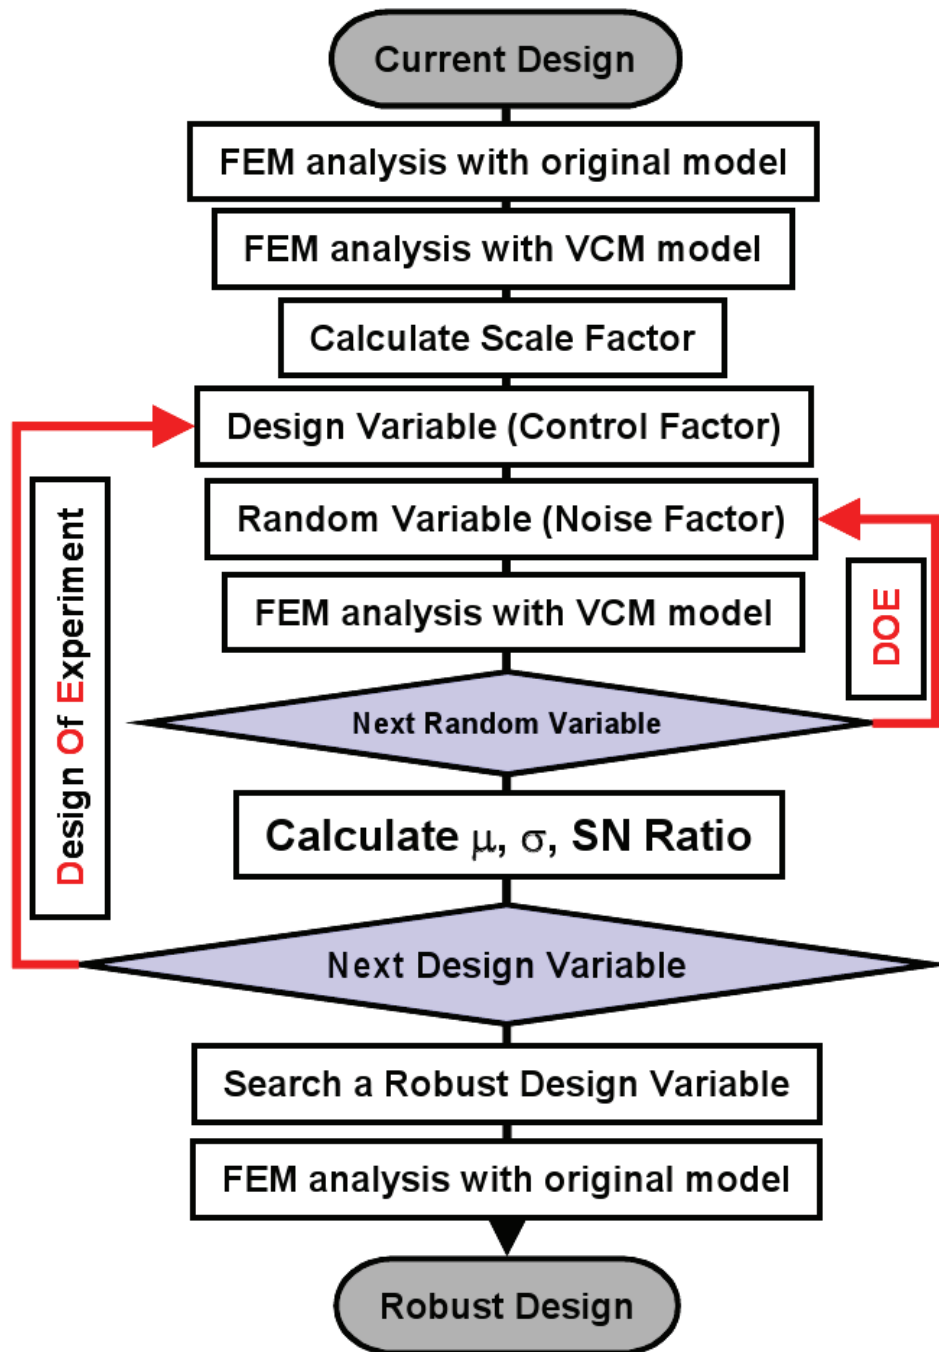 Current Design
FEM analysis with original model
FEM analysis with VCM model
Calculate Scale Factor
Design Variable (Control Factor)
Random Variable (Noise Factor)
FEM analysis with VCM model
Design Of Experiment
DOE
Next Random Variable
Calculate μ, σ, SN Ratio
Next Design Variable
Search a Robust Design Variable
FEM analysis with original model
Robust Design